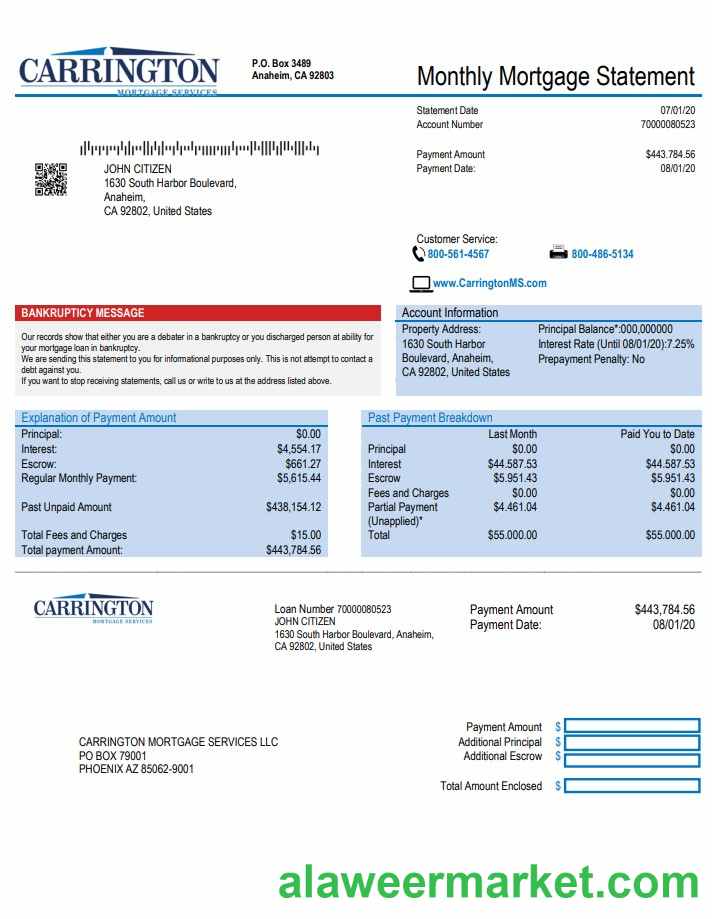 CARRINGTON
MORTGAGE SERVICES
P.O. Box 3489
Anaheim, CA 92803
Monthly Mortgage Statement
Statement Date 07/01/20
Account Number 70000080523
Payment Amount $443,784.56
Payment Date: 08/01/20
JOHN CITIZEN
1630 South Harbor Boulevard,
Anaheim,
CA 92802, United States
Customer Service:
800-561-4567 800-486-5134
www.CarringtonMS.com
BANKRUPTCY MESSAGE
Our records show that either you are a debater in a bankruptcy or you discharged person at ability for
your mortgage loan in bankruptcy.
We are sending this statement to you for informational purposes only. This is not attempt to contact a
debt against you.
If you want to stop receiving statements, call us or write to us at the address listed above.
Account Information
Property Address: Principal Balance*:000,000000
1630 South Harbor Interest Rate (Until 08/01/20):7.25%
Boulevard, Anaheim, Prepayment Penalty: No
CA 92802, United States
Explanation of Payment Amount
Principal: $0.00
Interest: $4,554.17
Escrow: $661.27
Regular Monthly Payment: $5,615.44
Past Unpaid Amount $438,154.12
Total Fees and Charges $15.00
Total payment Amount: $443,784.56
Past Payment Breakdown
Last Month Paid You to Date
Principal $0.00 $0.00
Interest $44.587.53 $44.587.53
Escrow $5.951.43 $5.951.43
Fees and Charges $0.00 $0.00
Partial Payment $4.461.04 $4.461.04
(Unapplied)*
Total $55.000.00 $55.000.00
CARRINGTON
MORTGAGE SERVICES
Loan Number 70000080523
JOHN CITIZEN
1630 South Harbor Boulevard, Anaheim,
CA 92802, United States
Payment Amount $443,784.56
Payment Date: 08/01/20
CARRINGTON MORTGAGE SERVICES LLC
PO BOX 79001
PHOENIX AZ 85062-9001
Payment Amount $
Additional Principal $
Additional Escrow $
Total Amount Enclosed $
alaweermarket.com